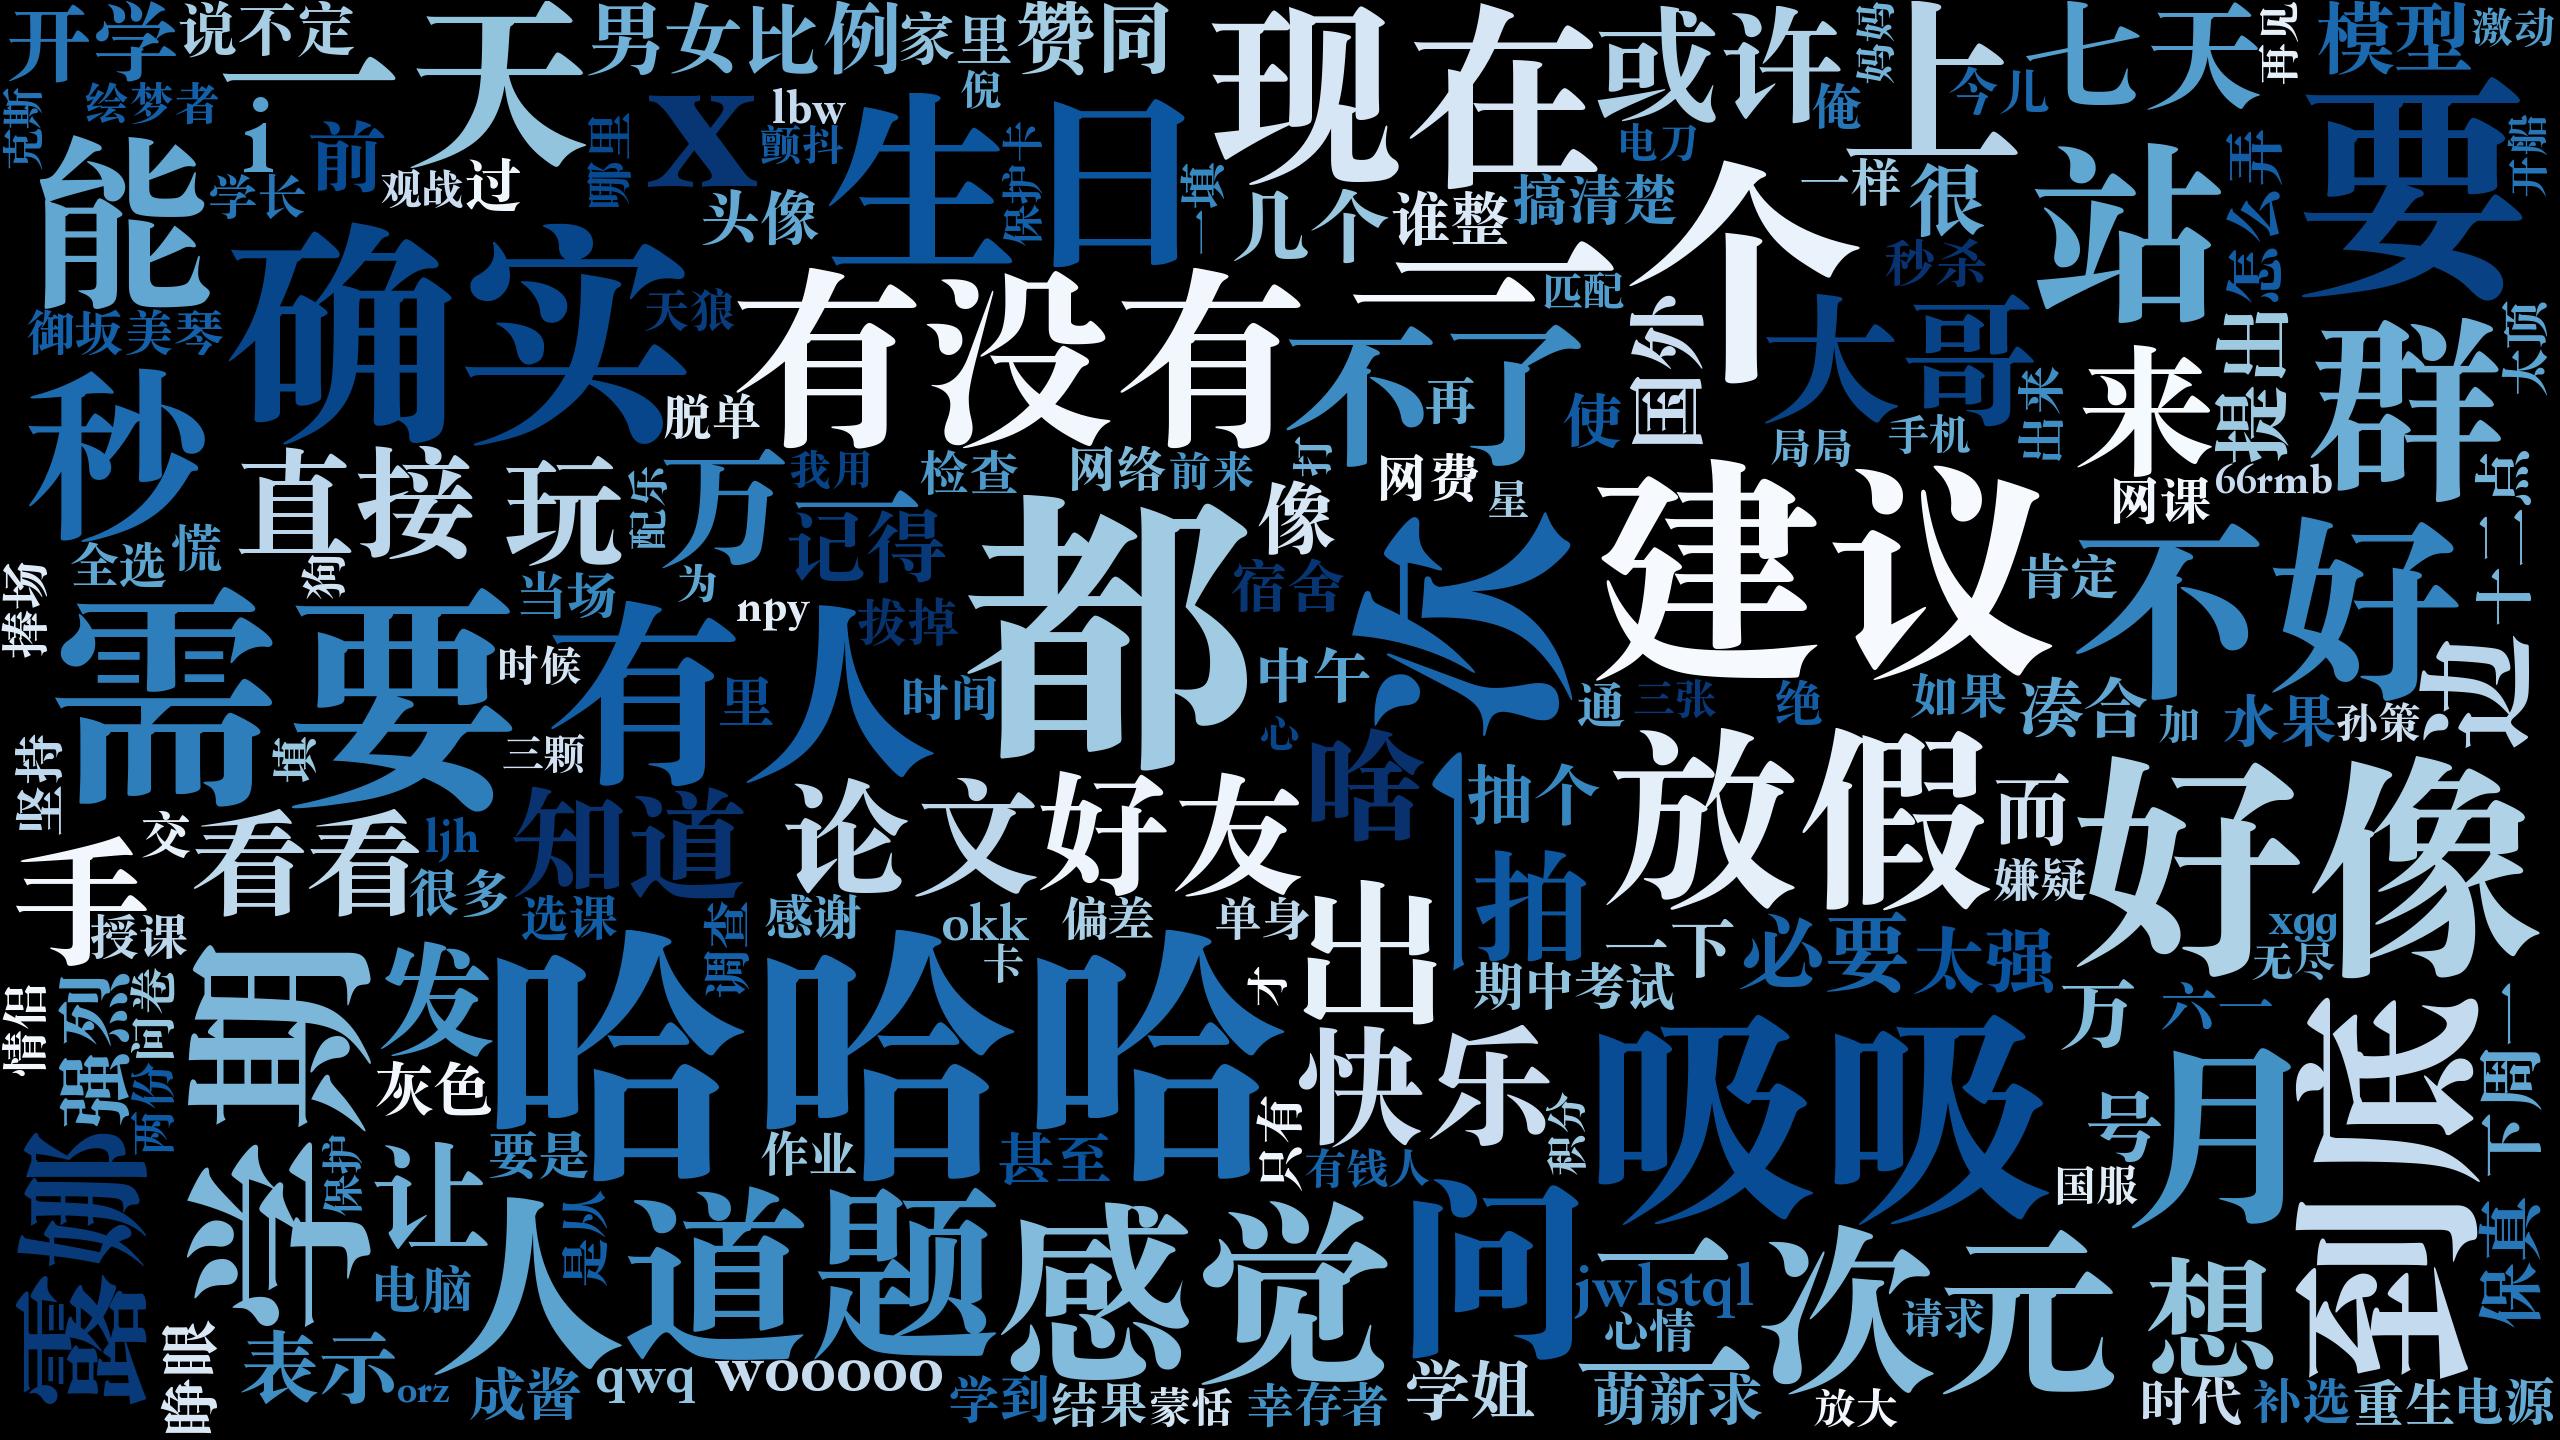 开学
说不定
一天
男女比例
家里
赞同
现在
或许
妈妈
上
七天
再见
模型
激动
克斯
绘梦者
i
前
观战
过
学长
哪里
X
lbw
颤抖
倪
头像
生日
保护卡
一填
几个
谁整
搞清楚
电刀
俺
今儿
一样
很
站
怎么弄
要
开船
能
御坂美琴
确实
天狼
有没有
一个
匹配
秒杀
国外
大哥
不了
再
使
局局
手机
出来
来
提出
群
太顶
秒
脱单
直接
玩
配乐
万一
我用
检查
网络
前来
打
网费
星
建议
网课
66rmb
二点
十二
全选
慌
狗
当场
为
记得
npy
拔掉
都
像
宿舍
一次
肯定
不好
捧场
需要
时候
有人
里
时间
中午
心
通
三张
绝
如果
凑合
加
水果
孙策
边
坚持
填
三颗
啥
放假
而
好像
交
手
看看
ljh
很多
知道
论文
好友
抽个
拍
嫌疑
授课
选课
调查
感谢
okk
卡
偏差
单身
才
出
期中考试
一下
必要
太强
xgg
无尽
情侣
强烈
问卷
两份
学期
发
灰色
哈哈哈
快乐
吸吸
万
六一
号
月
到底
下周一
只有
积分
有钱人
国服
露娜
保护
让
要是
作业
甚至
电脑
人
是从
道题
感觉
问
一
jwlstql
心情
二次元
请求
想
保真
睁眼
表示
orz
成酱
qwq
wooooo
学到
结果
蒙恬
幸存者
学姐
萌新求
放大
时代
补选
重生
电源